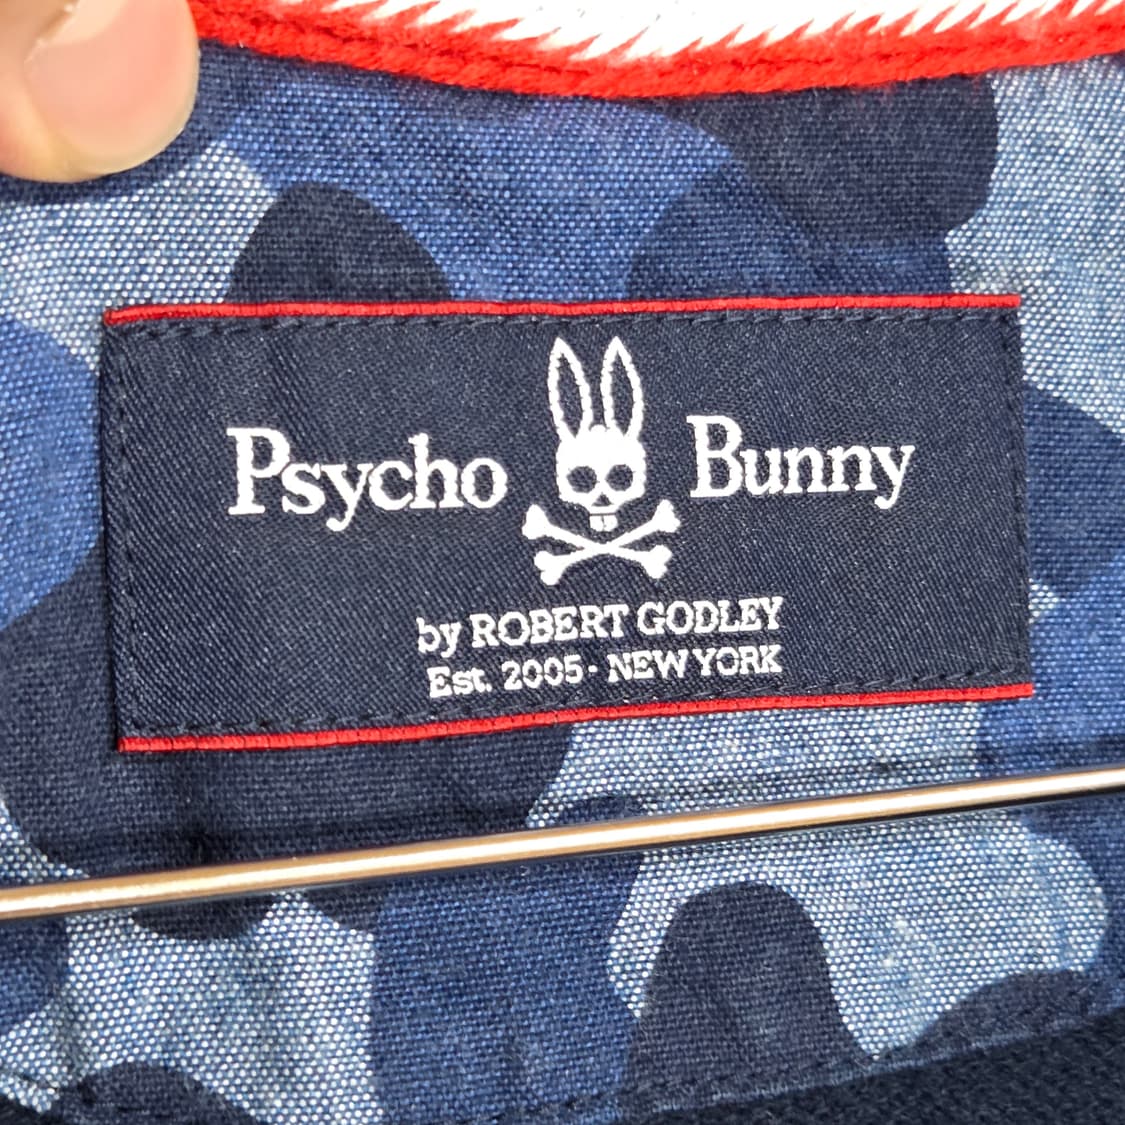 Psycho Bunny
by ROBERT GODLEY
Est. 2005 · NEW YORK